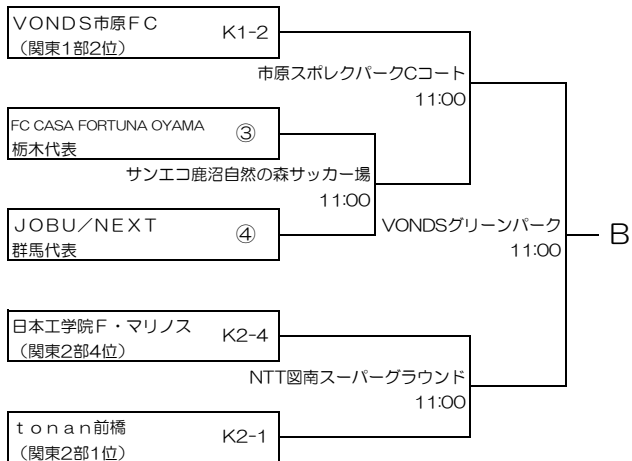 ＶＯＮＤＳ市原ＦＣ
（関東1部2位）
K1-2
市原スポレクパークCコート
11:00
FC CASA FORTUNA OYAMA
栃木代表
③
サンエコ鹿沼自然の森サッカー場
11:00
ＪＯＢＵ／ＮＥＸＴ
群馬代表
④
VONDSグリーンパーク
11:00
B
日本工学院Ｆ・マリノス
（関東2部4位）
K2-4
NTT図南スーパーグラウンド
11:00
ｔｏｎａｎ前橋
（関東2部1位）
K2-1